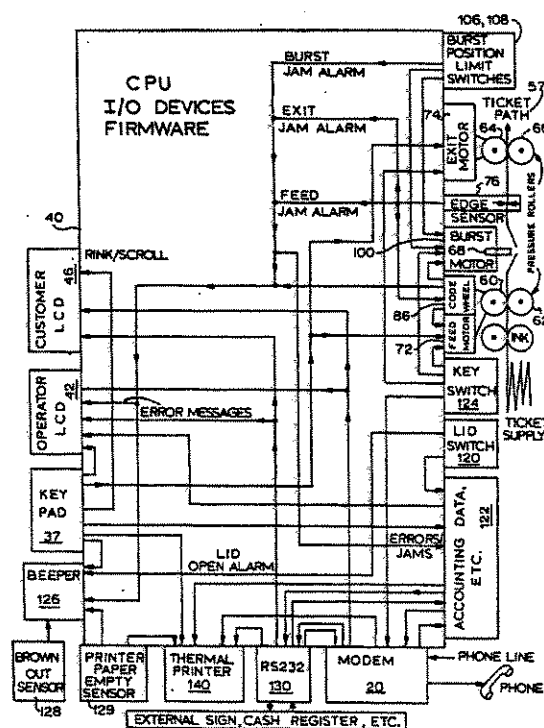 106, 108
BURST POSITION LIMIT SWITCHES
CPU
I/O DEVICES
FIRMWARE
BURST
JAM ALARM
EXIT
JAM ALARM
FEED
JAM ALARM
57
TICKET PATH
74
EXIT MOTOR
64
66
76
EDGE SENSOR
PRESSURE ROLLERS
BURST MOTOR
100
68
60
62
CODE WHEEL
86
FEED MOTOR
72
INK
KEY SWITCH
124
TICKET SUPPLY
LID SWITCH
120
ACCOUNTING DATA, ETC.
122
40
RINK/SCROLL
CUSTOMER LCD
46
OPERATOR LCD
42
ERROR MESSAGES
KEY PAD
37
LID
OPEN ALARM
ERRORS/
JAMS
BEEPER
126
BROWN OUT SENSOR
128
PRINTER PAPER EMPTY SENSOR
129
THERMAL PRINTER
140
RS232
130
MODEM
20
PHONE LINE
PHONE
EXTERNAL SIGN, CASH REGISTER, ETC.